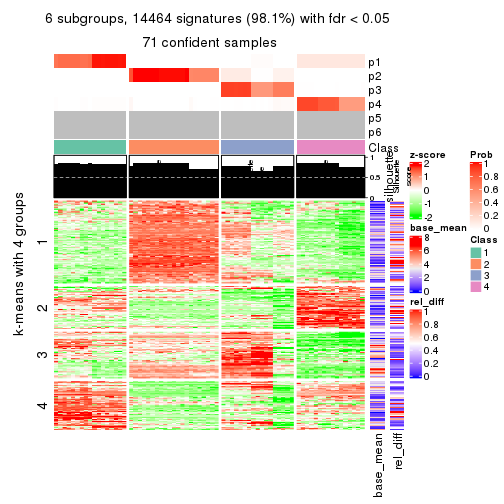 6 subgroups, 14464 signatures (98.1%) with fdr < 0.05
71 confident samples
p1
p2
p3
p4
p5
p6
Class
1
0.5
0
silhouette
k-means with 4 groups
1
2
3
4
base_mean
rel_diff
z-score
2
1
0
-1
-2
base_mean
8
6
4
2
0
rel_diff
1
0.8
0.6
0.4
0.2
0
Prob
1
0.8
0.6
0.4
0.2
0
Class
1
2
3
4